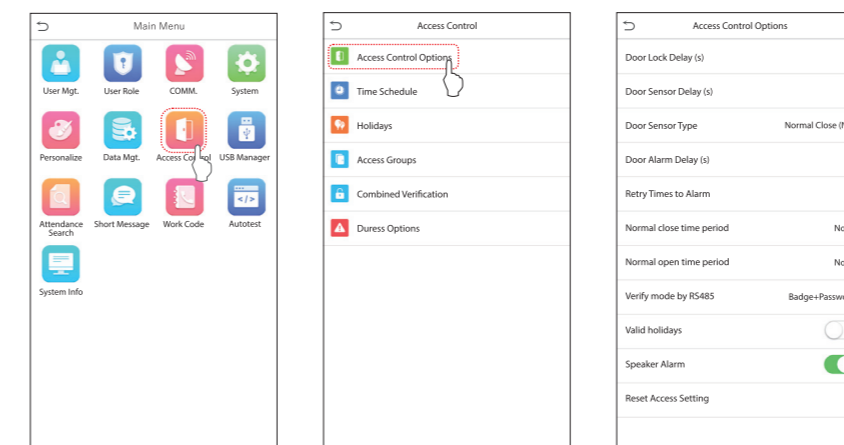 Main Menu
User Mgt.
User Role
COMM.
System
Personalize
Data Mgt.
Access Control
USB Manager
Attendance
Search
Short Message
Work Code
Autotest
System Info
Access Control
Access Control Options
Time Schedule
Holidays
Access Groups
Combined Verification
Duress Options
Access Control Options
Door Lock Delay (s)
Door Sensor Delay (s)
Door Sensor Type Normal Close
Door Alarm Delay (s)
Retry Times to Alarm
Normal close time period
Normal open time period
Verify mode by RS485
Valid holidays
Speaker Alarm
Reset Access Setting